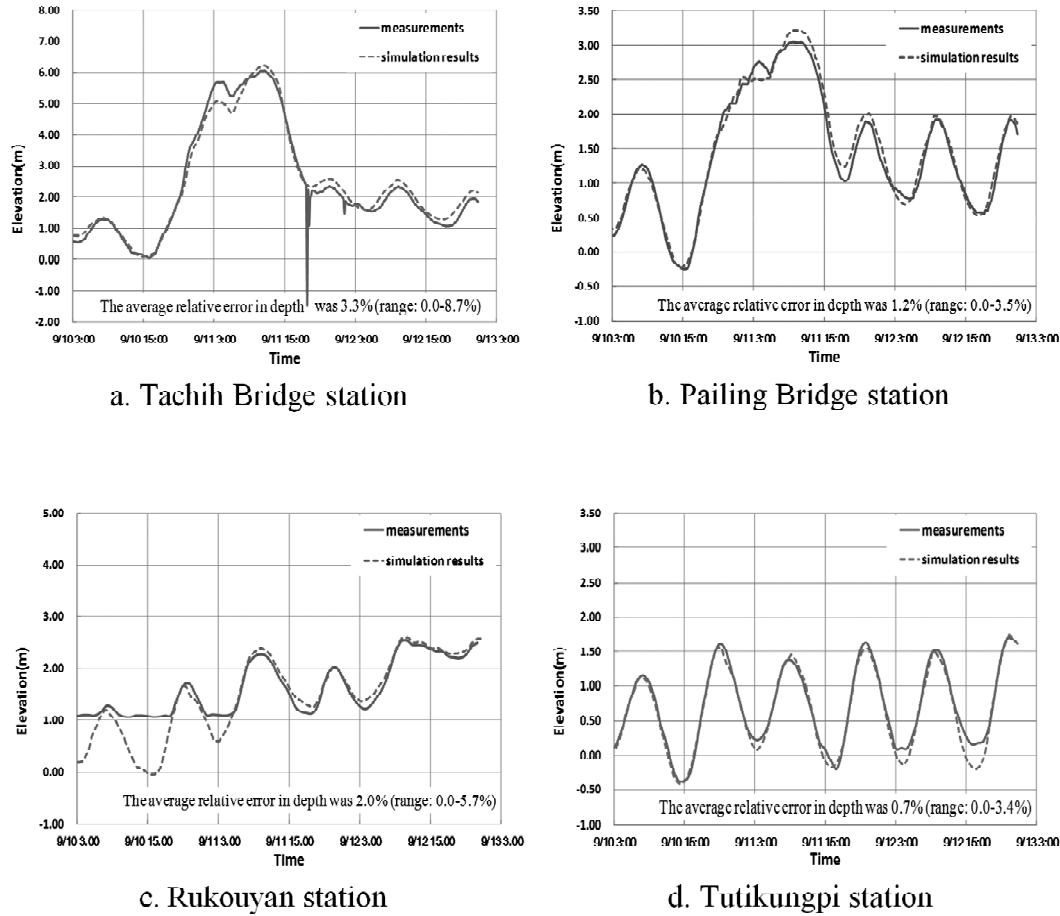 8.00
7.00
6.00
5.00
4.00
3.00
2.00
1.00
0.00
-1.00
-2.00
Elevation(m)
measurements
simulation results
The average relative error in depth was 3.3% (range: 0.0-8.7%)
9/10 3:00 9/10 15:00 9/11 3:00 9/11 15:00 9/12 3:00 9/12 15:00 9/13 3:00
Time
a. Tachih Bridge station
3.50
3.00
2.50
2.00
1.50
1.00
0.50
0.00
-0.50
-1.00
Elevation(m)
measurements
simulation results
The average relative error in depth was 1.2% (range: 0.0-3.5%)
9/10 3:00 9/10 15:00 9/11 3:00 9/11 15:00 9/12 3:00 9/12 15:00 9/13 3:00
Time
b. Pailing Bridge station
5.00
4.00
3.00
2.00
1.00
0.00
-1.00
Elevation(m)
measurements
simulation results
The average relative error in depth was 2.0% (range: 0.0-5.7%)
9/10 3:00 9/10 15:00 9/11 3:00 9/11 15:00 9/12 3:00 9/12 15:00 9/13 3:00
Time
c. Rukouyan station
3.50
3.00
2.50
2.00
1.50
1.00
0.50
0.00
-0.50
-1.00
Elevation(m)
measurements
simulation results
The average relative error in depth was 0.7% (range: 0.0-3.4%)
9/10 3:00 9/10 15:00 9/11 3:00 9/11 15:00 9/12 3:00 9/12 15:00 9/13 3:00
Time
d. Tutikungpi station